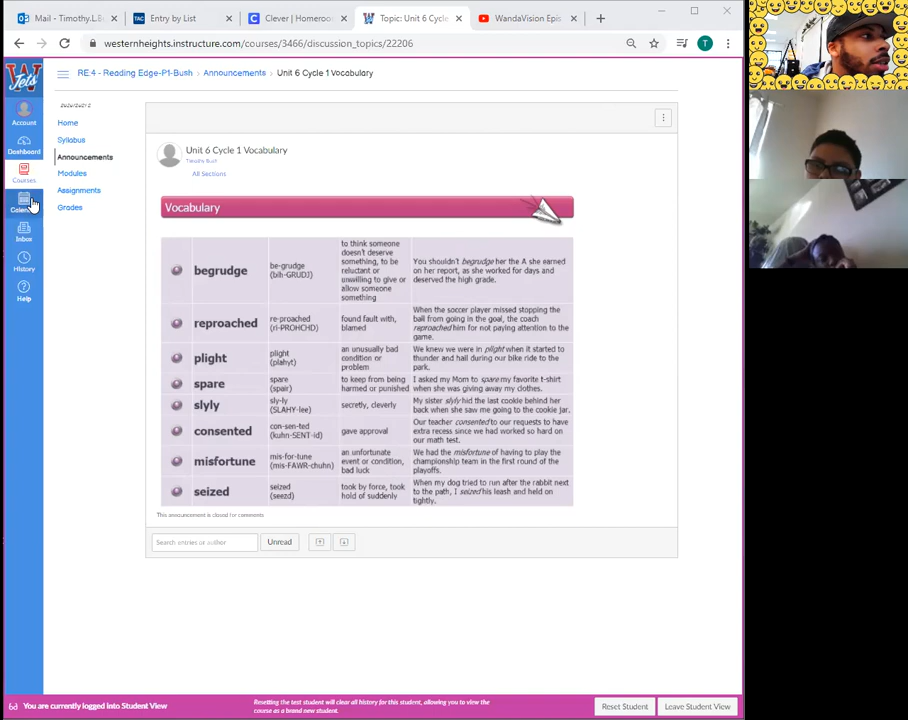 Mail - Timothy.L.B
Entry by List
Clever | Homeroo
Topic: Unit 6 Cycle
WandaVision Epis
westernheights.instructure.com/courses/3466/discussion_topics/22206
T
Jets
RE.4 - Reading Edge-P1-Bush > Announcements > Unit 6 Cycle 1 Vocabulary
Account
Dashboard
Courses
Inbox
History
Help
Home
Syllabus
Announcements
Modules
Assignments
Grades
Unit 6 Cycle 1 Vocabulary
Timothy Bush
All Sections
Vocabulary
begrudge
be-grudge
(bih-GRUDJ)
to think someone
doesn't deserve
something, to be
reluctant or
unwilling to give or
allow someone
something
You shouldn't begrudge her the A she earned
on her report, as she worked for days and
deserved the high grade.
reproached
re-proached
(ri-PROHCHD)
found fault with,
blamed
When the soccer player missed stopping the
ball from going in the goal, the coach
reproached him for not paying attention to the
game.
plight
plight
(plahyt)
an unusually bad
condition or
problem
We knew we were in plight when it started to
thunder and hail during our bike ride to the
park.
spare
spare
(spair)
to keep from being
harmed or punished
I asked my Mom to spare my favorite t-shirt
when she was giving away my clothes.
slyly
sly-ly
(SLAHY-lee)
secretly, cleverly
My sister slyly hid the last cookie behind her
back when she saw me going to the cookie jar.
consented
con-sen-ted
(kuhn-SENT-id)
gave approval
Our teacher consented to our requests to have
extra recess since we had worked so hard on
our math test.
misfortune
mis-for-tune
(mis-FAWR-chuhn)
an unfortunate
event or condition,
bad luck
We had the misfortune of having to play the
championship team in the first round of the
playoffs.
seized
seized
(seezd)
took by force, took
hold of suddenly
When my dog tried to run after the rabbit next
to the path, I seized his leash and held on
tightly.
This announcement is closed for comments
Search entries or author
Unread
You are currently logged into Student View
Resetting the test student will clear all history for this student, allowing you to view the
course as a brand new student.
Reset Student
Leave Student View